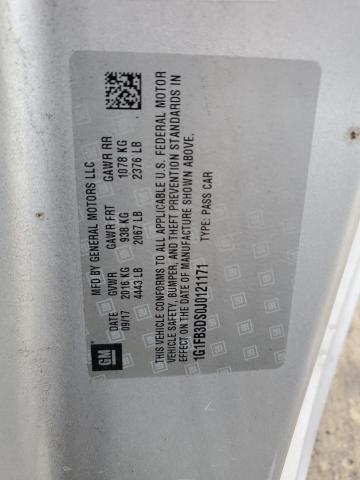 MFD BY GENERAL MOTORS LLC
DATE GVWR GAWR FRT GAWR RR
09/17 2016 KG 938 KG 1078 KG
4443 LB 2067 LB 2376 LB
THIS VEHICLE CONFORMS TO ALL APPLICABLE U.S. FEDERAL MOTOR
VEHICLE SAFETY, BUMPER, AND THEFT PREVENTION STANDARDS IN
EFFECT ON THE DATE OF MANUFACTURE SHOWN ABOVE.
1G1FB3DS0J0121171
TYPE: PASS CAR
GM